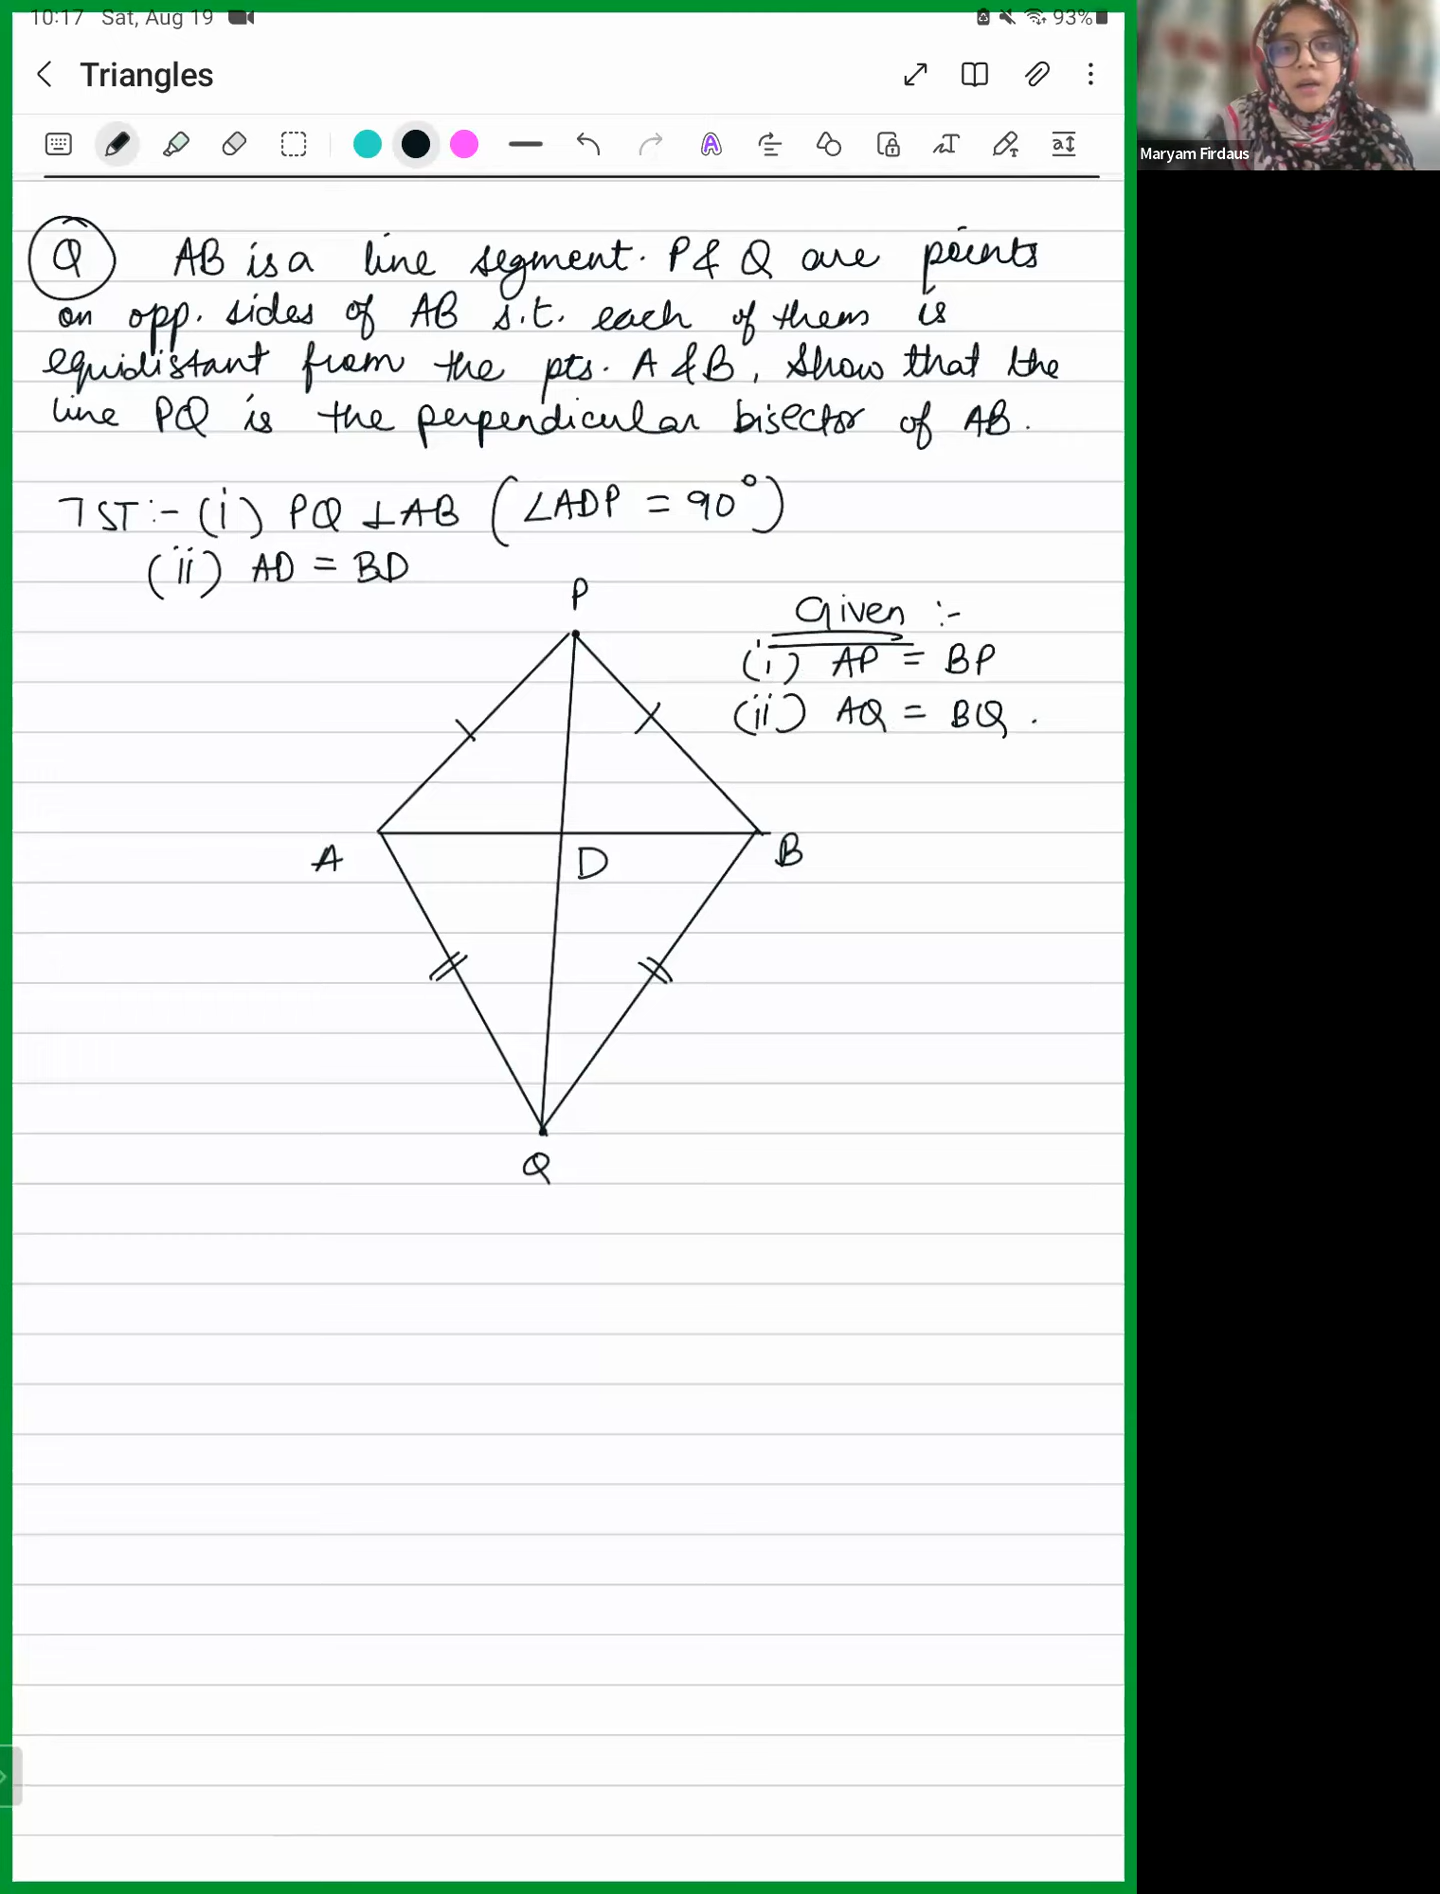 10:17 Sat, Aug 19 93%
Triangles
Maryam Firdaus
Q AB is a line segment. P & Q are points
on opp. sides of AB s.t. each of them is
equidistant from the pts. A & B, show that the
line PQ is the perpendicular bisector of AB.
TST :- (i) PQ ⊥ AB (∠ADP = 90°)
(ii) AD = BD
P
Given :-
(i) AP = BP
(ii) AQ = BQ.
A D B
Q